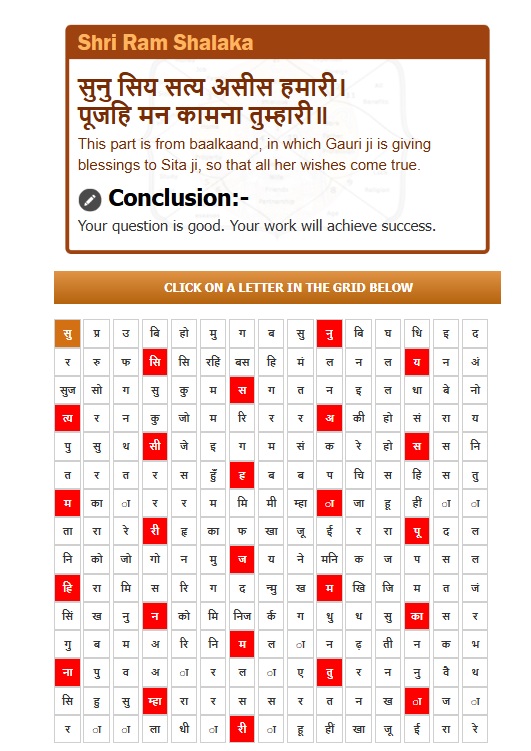 Shri Ram Shalaka
सुनु सिय सत्य असीस हमारी।
पूजहि मन कामना तुम्हारी॥
This part is from baalkaand, in which Gauri ji is giving
blessings to Sita ji, so that all her wishes come true.
Conclusion:-
Your question is good. Your work will achieve success.
CLICK ON A LETTER IN THE GRID BELOW
सु प्र उ बि हो मु ग ब सु नु बि घ धि इ द
र रु फ सि सि रहि बस हि मं ल न ल य न अं
सुज सो ग सु कु म स ग त न इ ल धा बे नो
त्य र न कु जो म रि र र अ की हो सं रा य
पु सु थ सी जे इ ग म सं क रे हो स स नि
त र त र स हुँ ह ब ब प चि स हि स तु
म का ा र र म मि मी म्हा ा जा हू हीं ा ा
ता रा रे री हृ का फ खा जू ई र रा पू द ल
नि को जो गो न मु ज य ने मनि क ज प स ल
हि रा मि स रि ग द न्मु ख म खि जि म त जं
सिं ख नु न को मि निज र्क ग धु ध सु का स र
गु ब म अ रि नि म ल ा न ढ़ ती न क भ
ना पु व अ ा र ल ा ए तु र न नु वै थ
सि हु सु म्हा रा र स स र त न ख ा ज ा
र ा ा ला धी ा री ा हू हीं खा जू ई रा रे